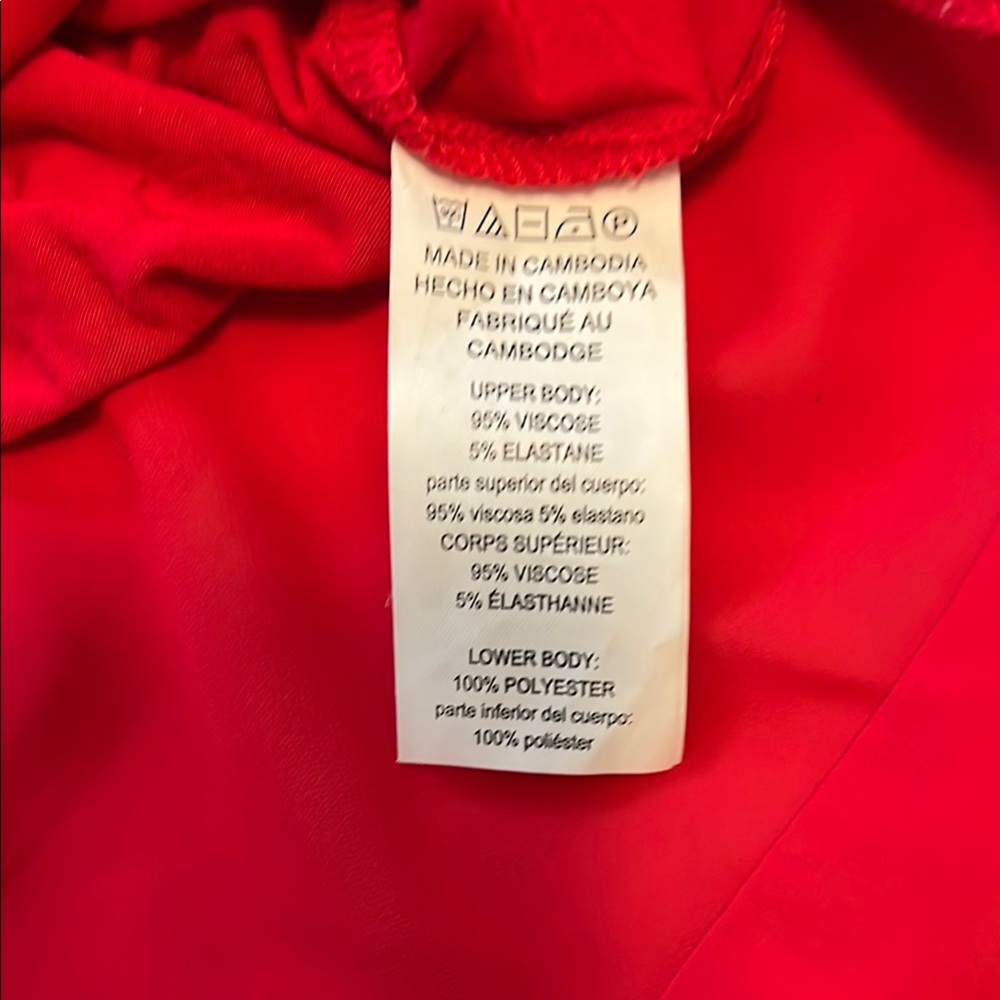 MADE IN CAMBODIA
HECHO EN CAMBOYA
FABRIQUÉ AU
CAMBODGE
UPPER BODY:
95% VISCOSE
5% ELASTANE
parte superior del cuerpo:
95% viscosa 5% elastano
CORPS SUPÉRIEUR:
95% VISCOSE
5% ÉLASTHANNE
LOWER BODY:
100% POLYESTER
parte inferior del cuerpo:
100% poliéster